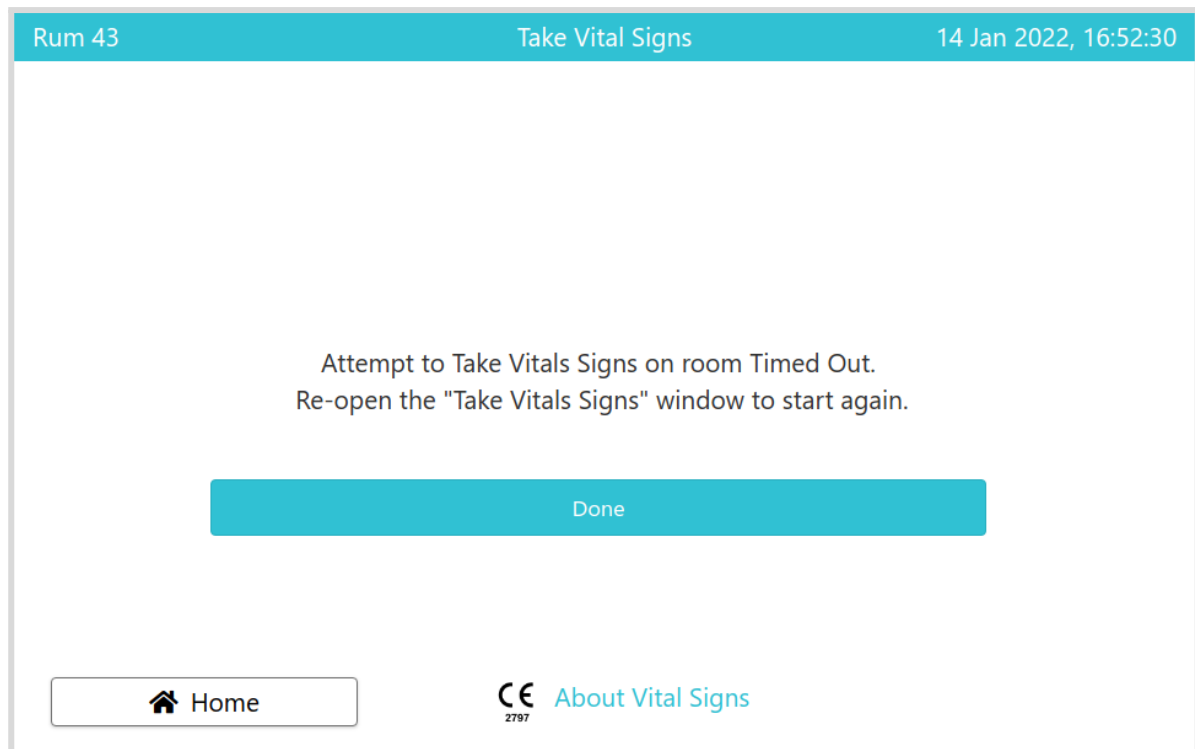 Rum 43 Take Vital Signs 14 Jan 2022, 16:52:30
Attempt to Take Vitals Signs on room Timed Out.
Re-open the "Take Vitals Signs" window to start again.
Done
Home CE 2797 About Vital Signs